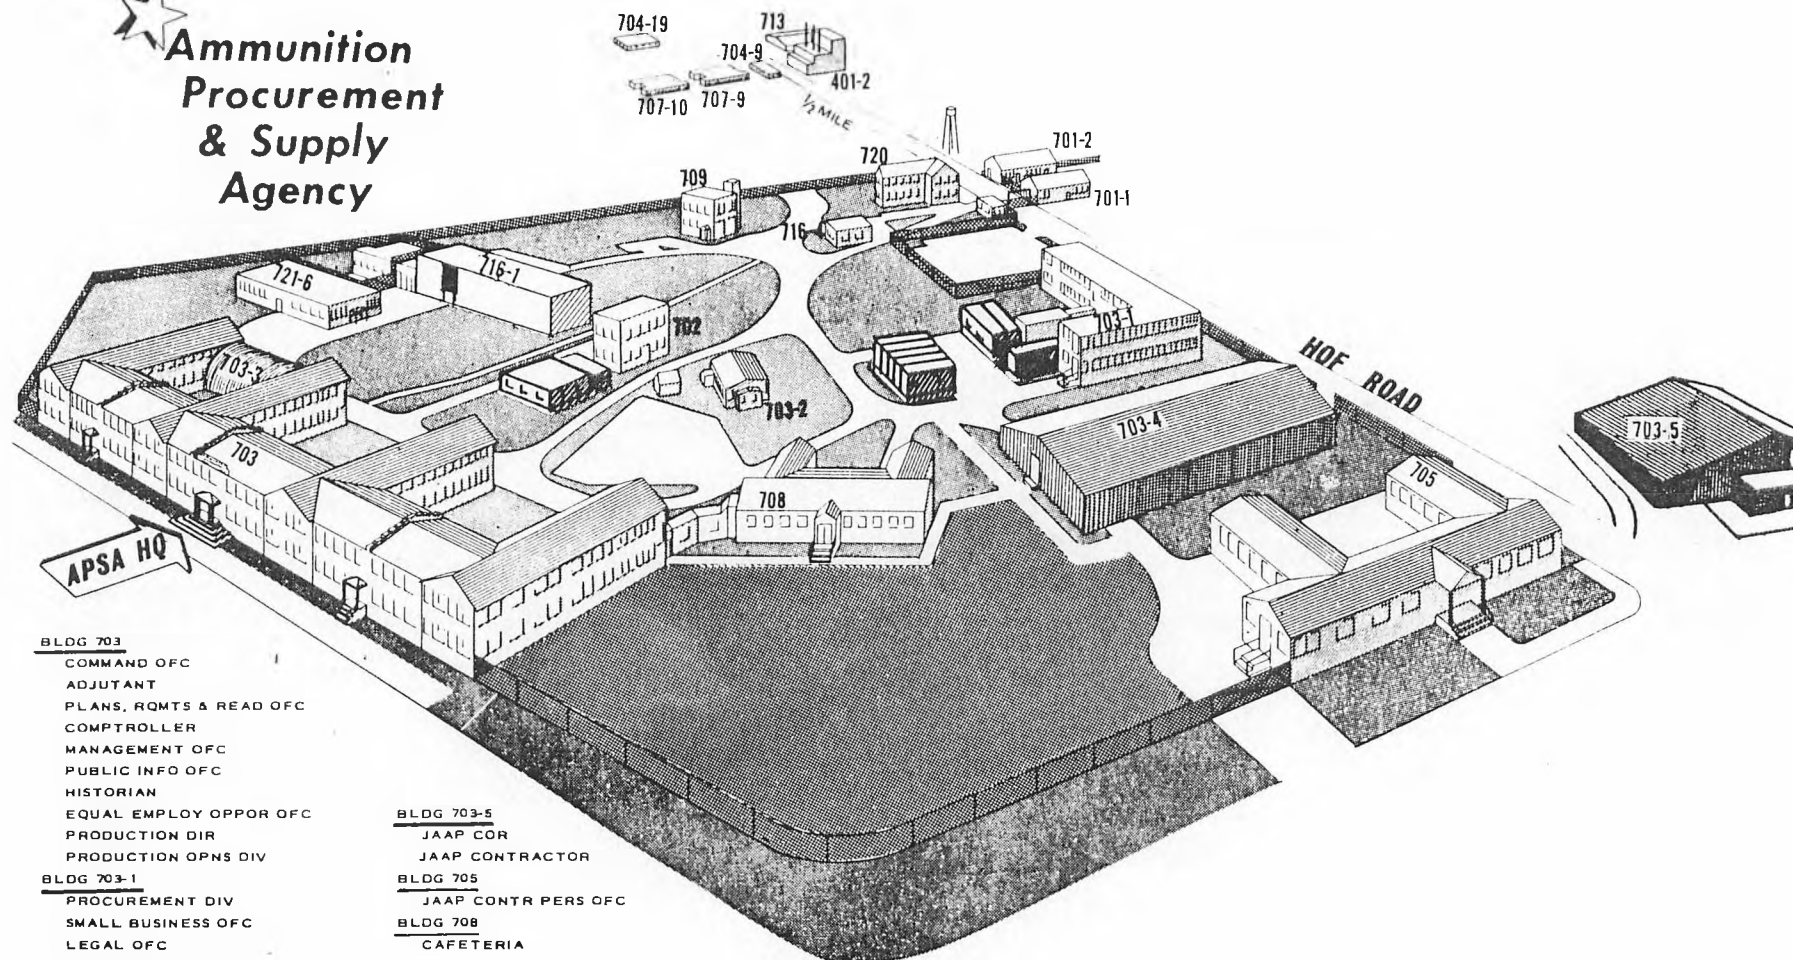 Ammunition
Procurement
& Supply
Agency
704-19
713
704-9
401-2
707-10
707-9
1/2 MILE
701-2
720
709
701-1
716
721-6
716-1
702
703-1
HOF ROAD
703-3
703-2
703-4
703-5
703
705
708
APSA HQ
BLDG 703
COMMAND OFC
ADJUTANT
PLANS, RQMTS & READ OFC
COMPTROLLER
MANAGEMENT OFC
PUBLIC INFO OFC
HISTORIAN
EQUAL EMPLOY OPPOR OFC
PRODUCTION DIR
PRODUCTION OPNS DIV
BLDG 703-1
PROCUREMENT DIV
SMALL BUSINESS OFC
LEGAL OFC
BLDG 703-5
JAAP COR
JAAP CONTRACTOR
BLDG 705
JAAP CONTR PERS OFC
BLDG 708
CAFETERIA